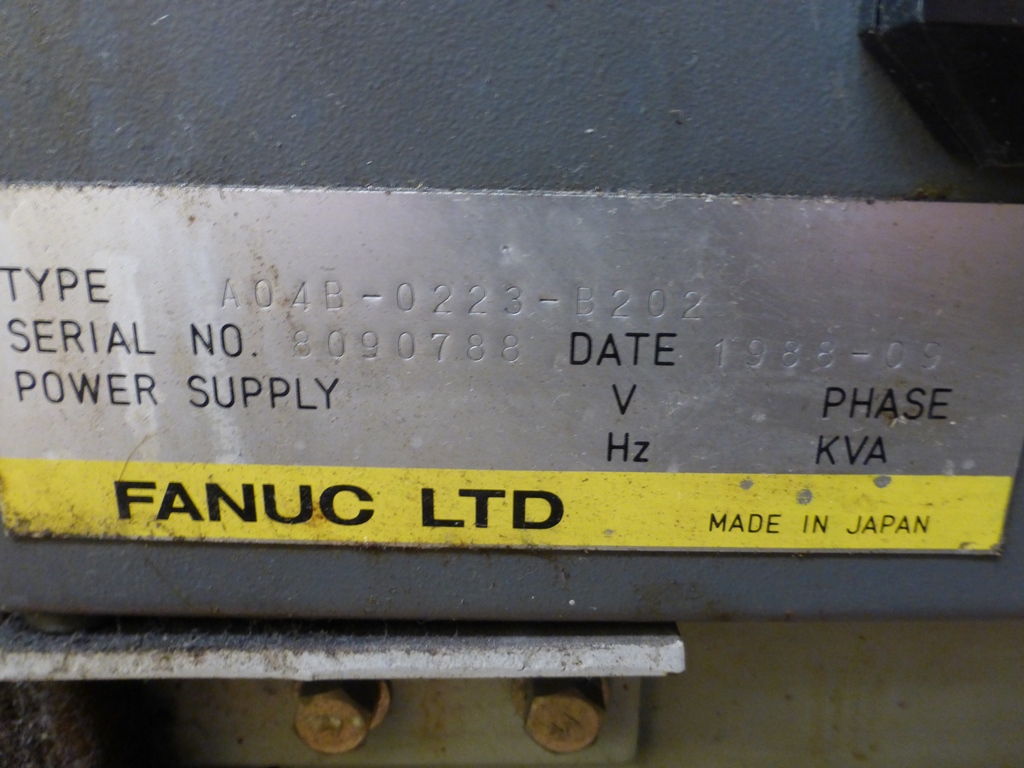 TYPE A04B-0223-B202
SERIAL NO. 8090788 DATE 1988-09
POWER SUPPLY V PHASE
Hz KVA
FANUC LTD MADE IN JAPAN